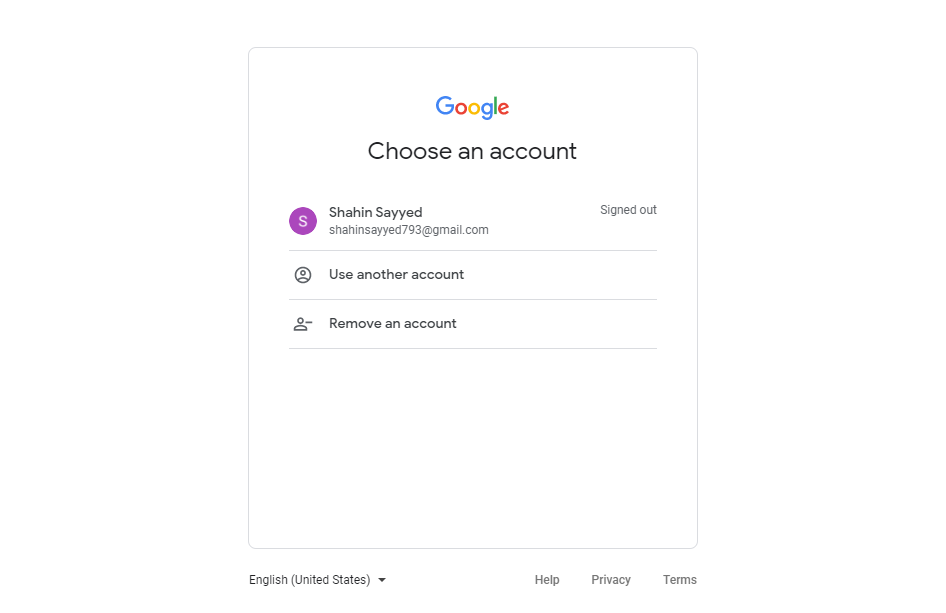 Google
Choose an account
S
Shahin Sayyed
Signed out
shahinsayyed793@gmail.com
Use another account
Remove an account
English (United States)
Help
Privacy
Terms